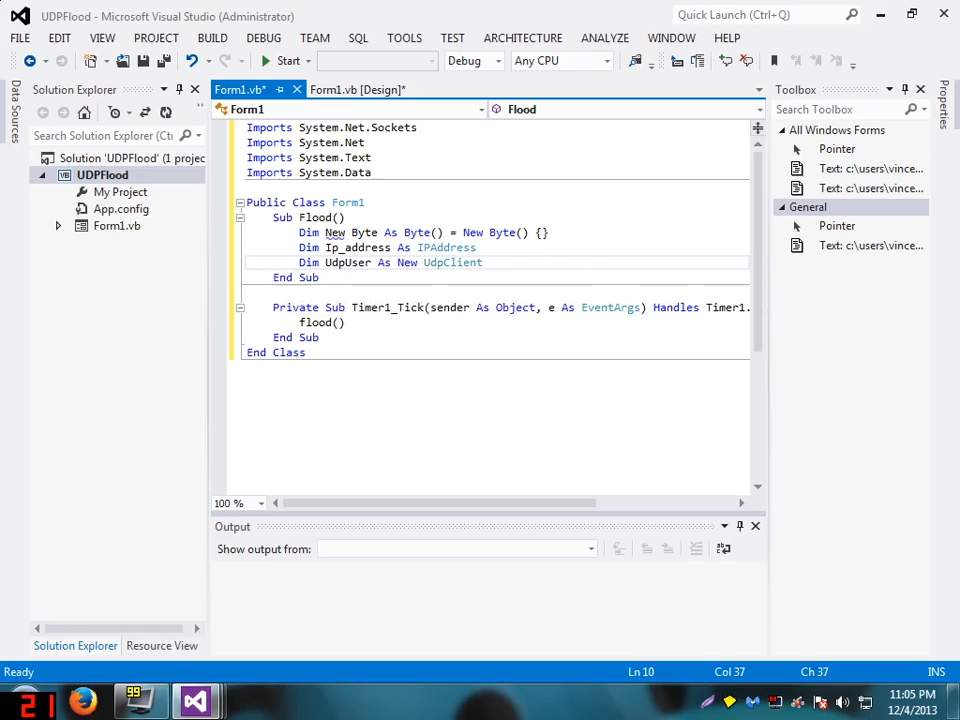 UDPFlood - Microsoft Visual Studio (Administrator)
Quick Launch (Ctrl+Q)
FILE EDIT VIEW PROJECT BUILD DEBUG TEAM SQL TOOLS TEST ARCHITECTURE ANALYZE WINDOW HELP
Start Debug Any CPU
Data Sources
Solution Explorer
Search Solution Explorer (Ctrl
Solution 'UDPFlood' (1 projec
UDPFlood
My Project
App.config
Form1.vb
Solution Explorer Resource View
Form1.vb* Form1.vb [Design]*
Form1 Flood
Imports System.Net.Sockets
Imports System.Net
Imports System.Text
Imports System.Data
Public Class Form1
Sub Flood()
Dim New Byte As Byte() = New Byte() {}
Dim Ip_address As IPAddress
Dim UdpUser As New UdpClient
End Sub
Private Sub Timer1_Tick(sender As Object, e As EventArgs) Handles Timer1.
flood()
End Sub
End Class
100 %
Output
Show output from:
Toolbox
Search Toolbox
All Windows Forms
Pointer
Text: c:\users\vince...
Text: c:\users\vince...
General
Pointer
Text: c:\users\vince...
Properties
Ready Ln 10 Col 37 Ch 37 INS
21
99
11:05 PM
12/4/2013